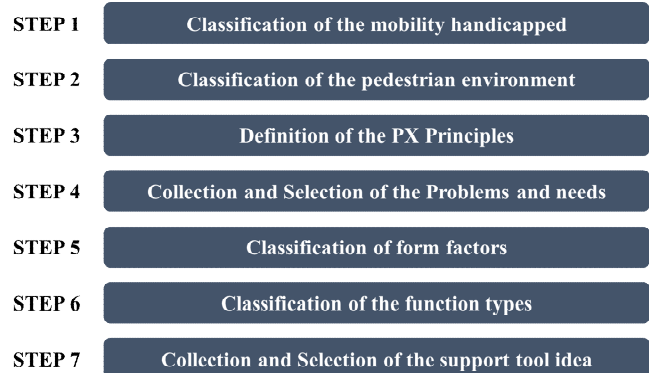 STEP 1 Classification of the mobility handicapped
STEP 2 Classification of the pedestrian environment
STEP 3 Definition of the PX Principles
STEP 4 Collection and Selection of the Problems and needs
STEP 5 Classification of form factors
STEP 6 Classification of the function types
STEP 7 Collection and Selection of the support tool idea